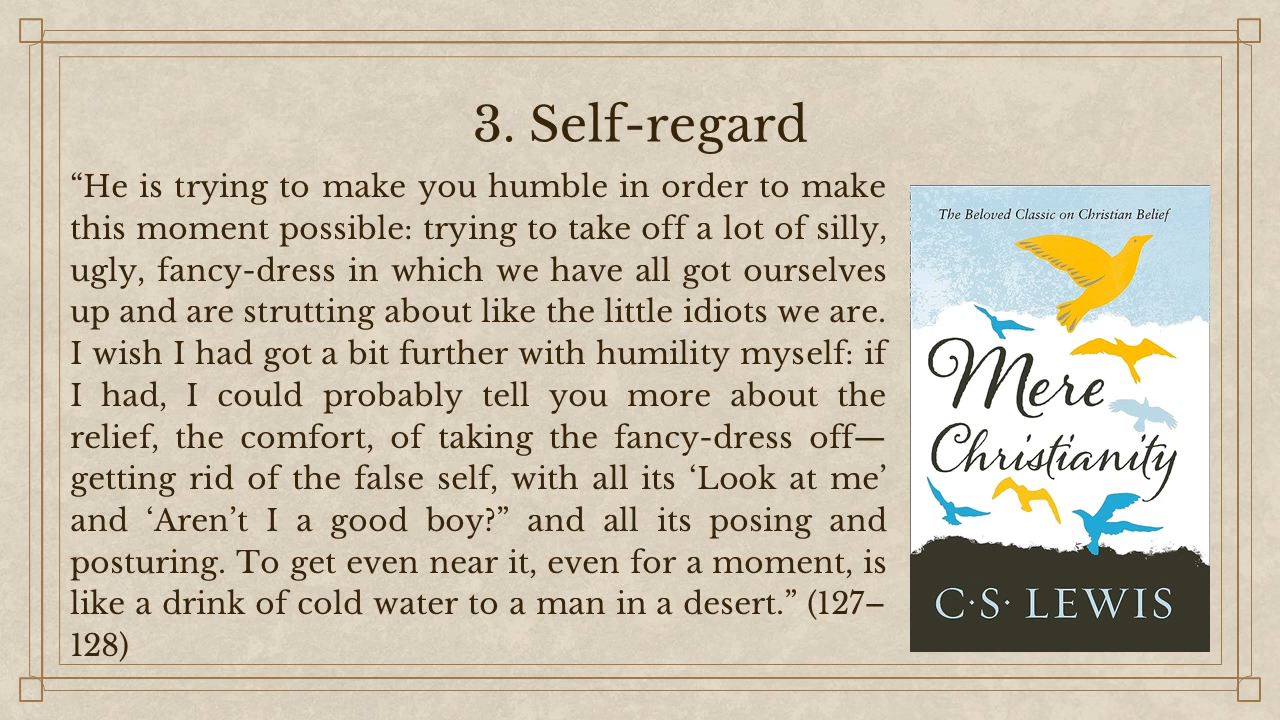 3. Self-regard
“He is trying to make you humble in order to make
this moment possible: trying to take off a lot of silly,
ugly, fancy-dress in which we have all got ourselves
up and are strutting about like the little idiots we are.
I wish I had got a bit further with humility myself: if
I had, I could probably tell you more about the
relief, the comfort, of taking the fancy-dress off—
getting rid of the false self, with all its ‘Look at me’
and ‘Aren’t I a good boy?” and all its posing and
posturing. To get even near it, even for a moment, is
like a drink of cold water to a man in a desert.” (127–
128)
The Beloved Classic on Christian Belief
Mere
Christianity
C·S· LEWIS